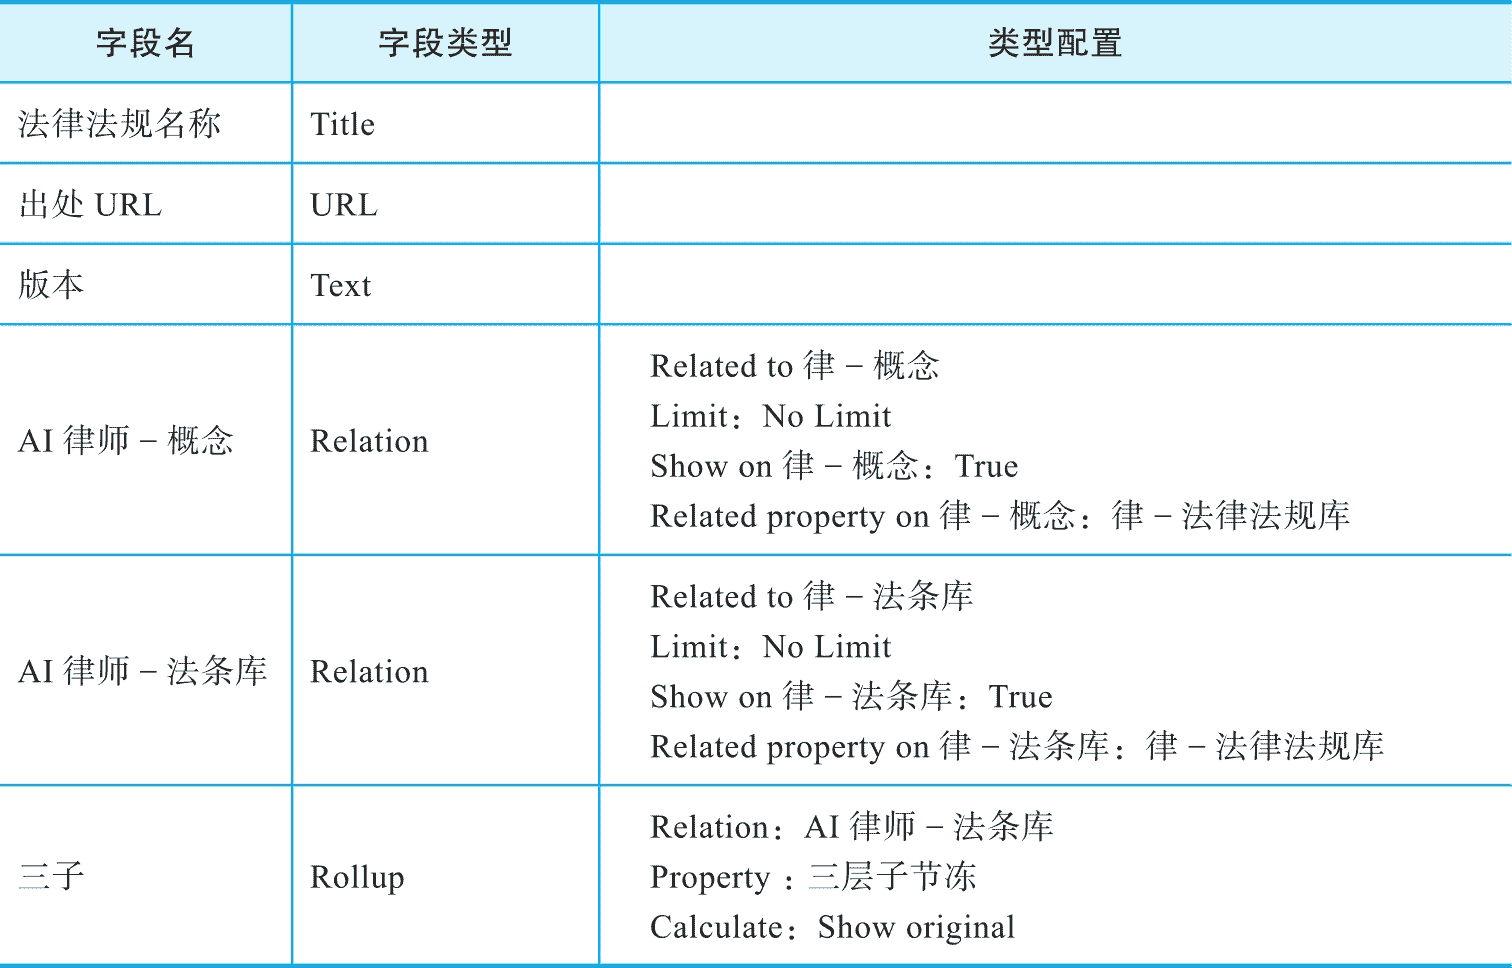 字段名 字段类型 类型配置
法律法规名称 Title
出处 URL URL
版本 Text
AI 律师 – 概念 Relation
Related to 律 – 概念
Limit：No Limit
Show on 律 – 概念：True
Related property on 律 – 概念：律 – 法律法规库
AI 律师 – 法条库 Relation
Related to 律 – 法条库
Limit：No Limit
Show on 律 – 法条库：True
Related property on 律 – 法条库：律 – 法律法规库
三子 Rollup
Relation：AI 律师 – 法条库
Property：三层子节冻
Calculate：Show original